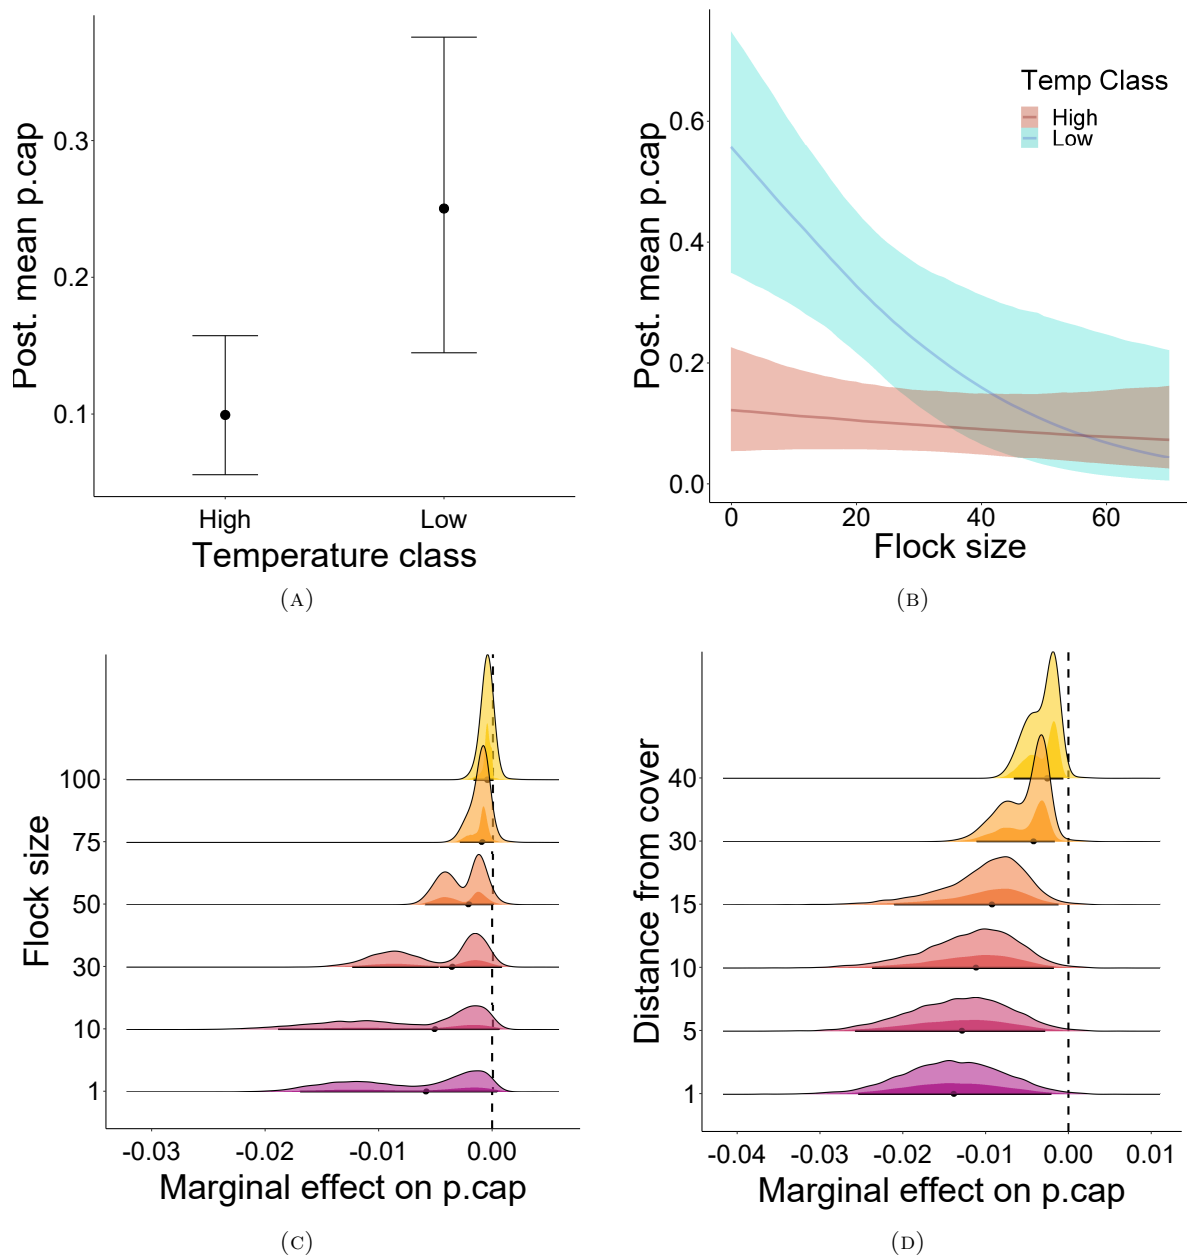 Post. mean p.cap
0.3
0.2
0.1
High Low
Temperature class
(A)
Post. mean p.cap
0.6
0.4
0.2
0.0
Temp Class
High
Low
0 20 40 60
Flock size
(B)
Flock size
100
75
50
30
10
1
-0.03 -0.02 -0.01 0.00
Marginal effect on p.cap
(C)
Distance from cover
40
30
15
10
5
1
-0.04 -0.03 -0.02 -0.01 0.00 0.01
Marginal effect on p.cap
(D)